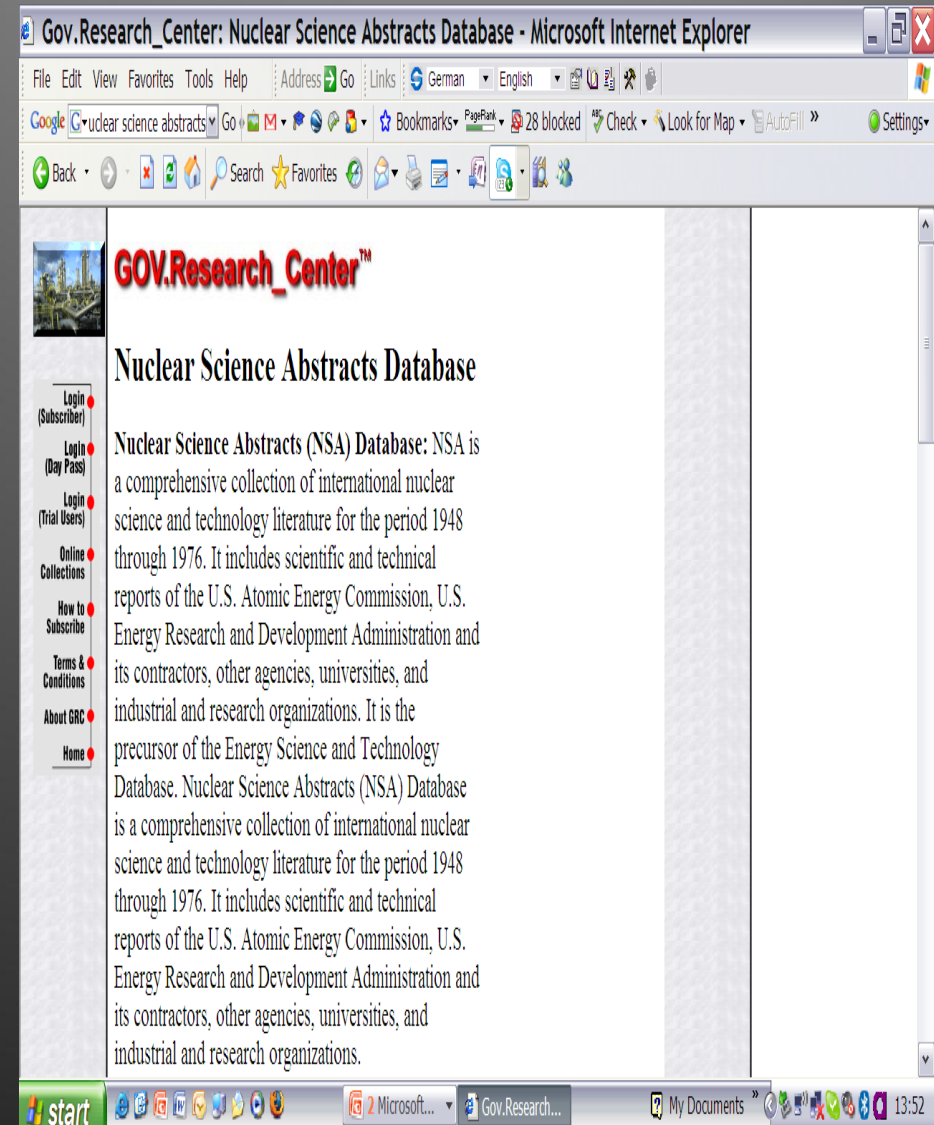 Gov.Research_Center: Nuclear Science Abstracts Database - Microsoft Internet Explorer
File Edit View Favorites Tools Help Address Go Links German English
Google uclear science abstracts Go Bookmarks PageRank 28 blocked Check Look for Map AutoFill » Settings
Back Search Favorites
GOV.Research_Center™
Nuclear Science Abstracts Database
Login
(Subscriber)
Login
(Day Pass)
Login
(Trial Users)
Online
Collections
How to
Subscribe
Terms &
Conditions
About GRC
Home
Nuclear Science Abstracts (NSA) Database: NSA is
a comprehensive collection of international nuclear
science and technology literature for the period 1948
through 1976. It includes scientific and technical
reports of the U.S. Atomic Energy Commission, U.S.
Energy Research and Development Administration and
its contractors, other agencies, universities, and
industrial and research organizations. It is the
precursor of the Energy Science and Technology
Database. Nuclear Science Abstracts (NSA) Database
is a comprehensive collection of international nuclear
science and technology literature for the period 1948
through 1976. It includes scientific and technical
reports of the U.S. Atomic Energy Commission, U.S.
Energy Research and Development Administration and
its contractors, other agencies, universities, and
industrial and research organizations.
start 2 Microsoft... Gov.Research... My Documents » 13:52